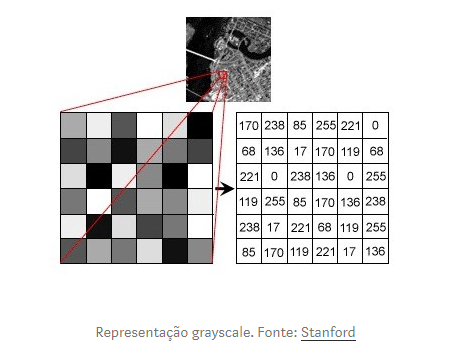 170 238 85 255 221 0
68 136 17 170 119 68
221 0 238 136 0 255
119 255 85 170 136 238
238 17 221 68 119 255
85 170 119 221 17 136
Representação grayscale. Fonte: Stanford